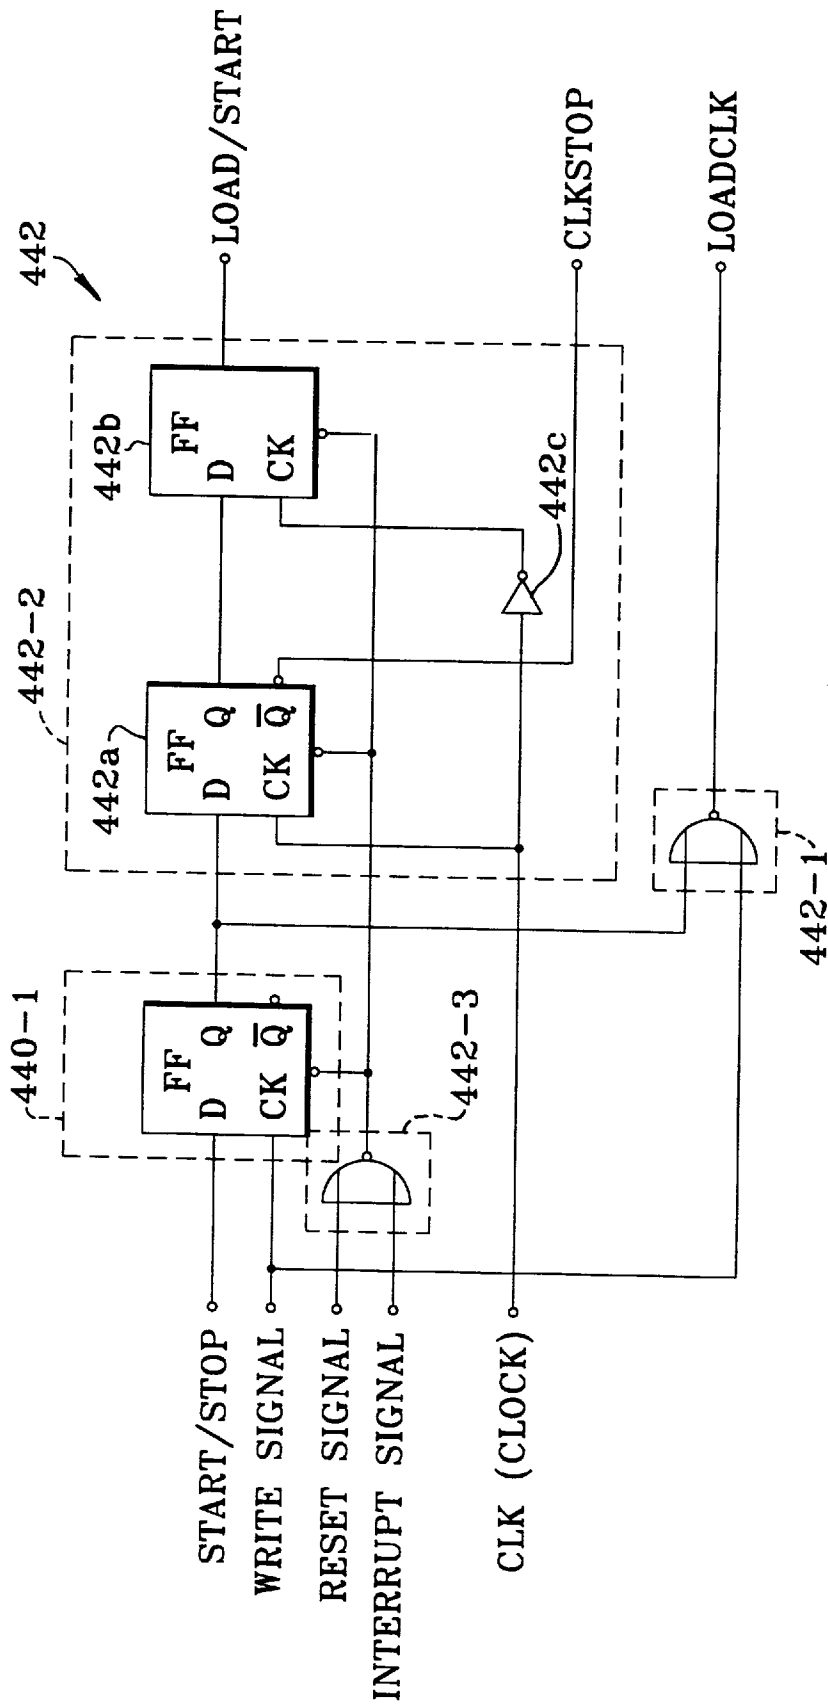 442
LOAD/START
442-2
442a
442b
FF
D Q
CK Q
FF
D
CK
442c
CLKSTOP
440-1
FF
D Q
CK Q
442-3
START/STOP
WRITE SIGNAL
RESET SIGNAL
INTERRUPT SIGNAL
CLK (CLOCK)
442-1
LOADCLK